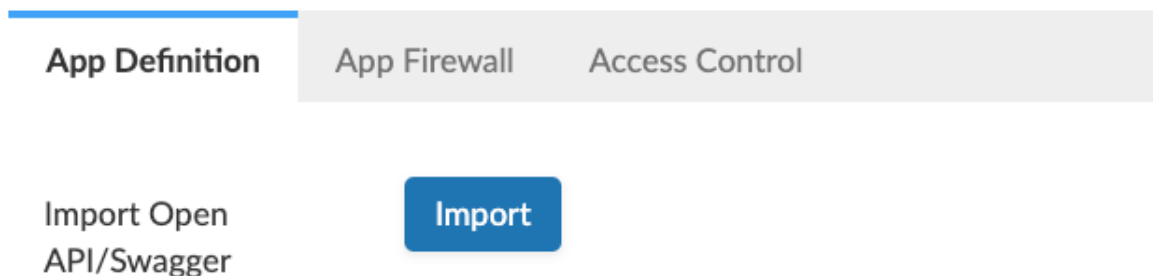 App Definition App Firewall Access Control
Import Open Import
API/Swagger